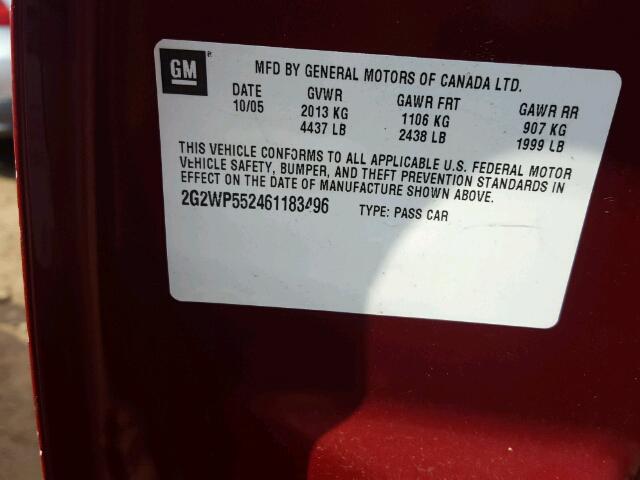 GM
MFD BY GENERAL MOTORS OF CANADA LTD.
DATE GVWR GAWR FRT GAWR RR
10/05 2013 KG 1106 KG 907 KG
4437 LB 2438 LB 1999 LB
THIS VEHICLE CONFORMS TO ALL APPLICABLE U.S. FEDERAL MOTOR
VEHICLE SAFETY, BUMPER, AND THEFT PREVENTION STANDARDS IN
EFFECT ON THE DATE OF MANUFACTURE SHOWN ABOVE.
2G2WP552461183496 TYPE: PASS CAR